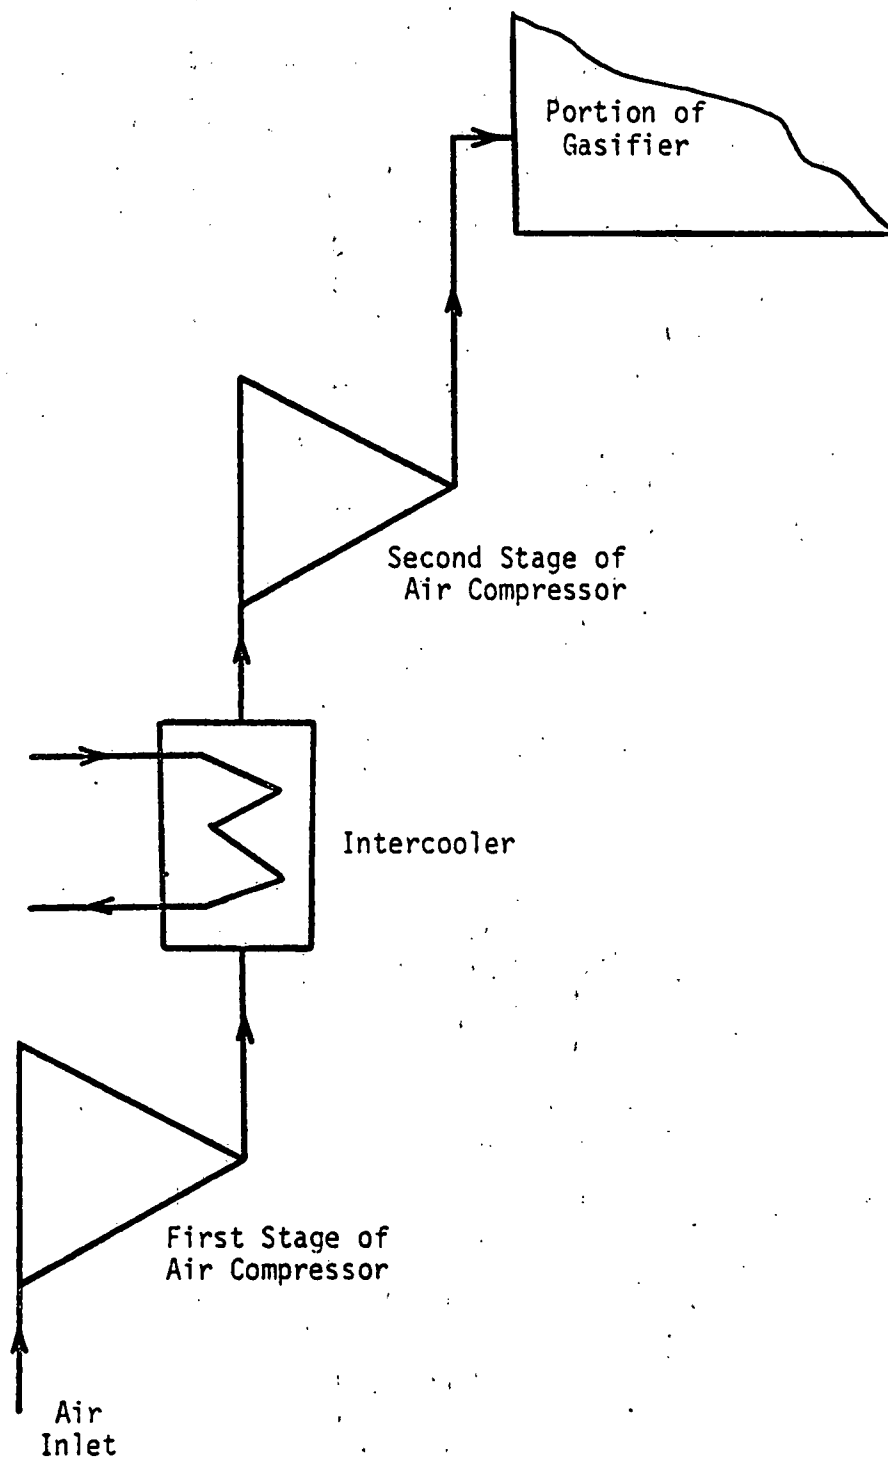 Portion of
Gasifier
Second Stage of
Air Compressor
Intercooler
First Stage of
Air Compressor
Air
Inlet